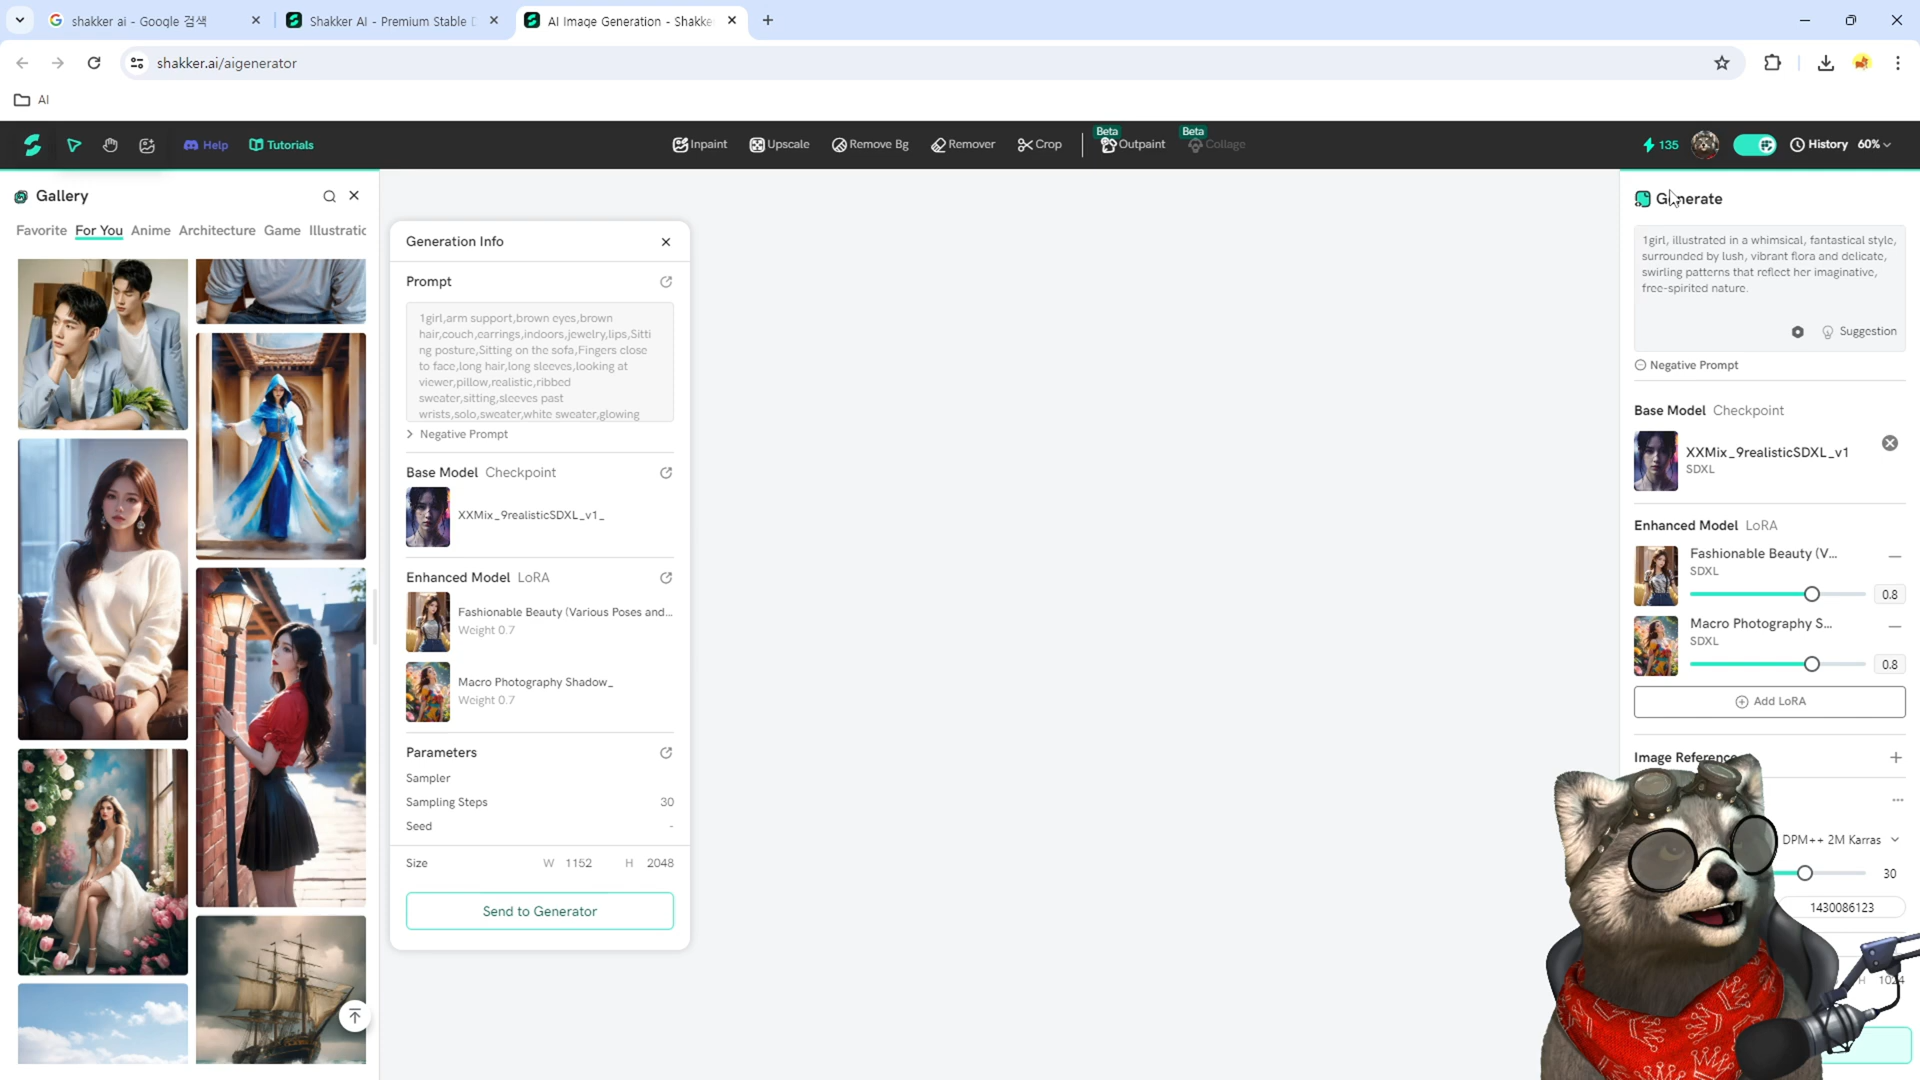 shakker ai - Google 검색
Shakker AI - Premium Stable D
AI Image Generation - Shakke
shakker.ai/aigenerator
AI
Help
Tutorials
Inpaint
Upscale
Remove Bg
Remover
Crop
Beta
Outpaint
Beta
Collage
135
History
60%
Gallery
Favorite For You Anime Architecture Game Illustratic
Generation Info
Prompt
1girl,arm support,brown eyes,brown
hair,couch,earrings,indoors,jewelry,lips,Sitti
ng posture,Sitting on the sofa,Fingers close
to face,long hair,long sleeves,looking at
viewer,pillow,realistic,ribbed
sweater,sitting,sleeves past
wrists,solo,sweater,white sweater,glowing
Negative Prompt
Base Model Checkpoint
XXMix_9realisticSDXL_v1_
Enhanced Model LoRA
Fashionable Beauty (Various Poses and...
Weight 0.7
Macro Photography Shadow_
Weight 0.7
Parameters
Sampler
Sampling Steps 30
Seed -
Size W 1152 H 2048
Send to Generator
Generate
1girl, illustrated in a whimsical, fantastical style,
surrounded by lush, vibrant flora and delicate,
swirling patterns that reflect her imaginative,
free-spirited nature.
Suggestion
Negative Prompt
Base Model Checkpoint
XXMix_9realisticSDXL_v1
SDXL
Enhanced Model LoRA
Fashionable Beauty (V...
SDXL
0.8
Macro Photography S...
SDXL
0.8
Add LoRA
Image Reference
DPM++ 2M Karras
30
1430086123
H 1024